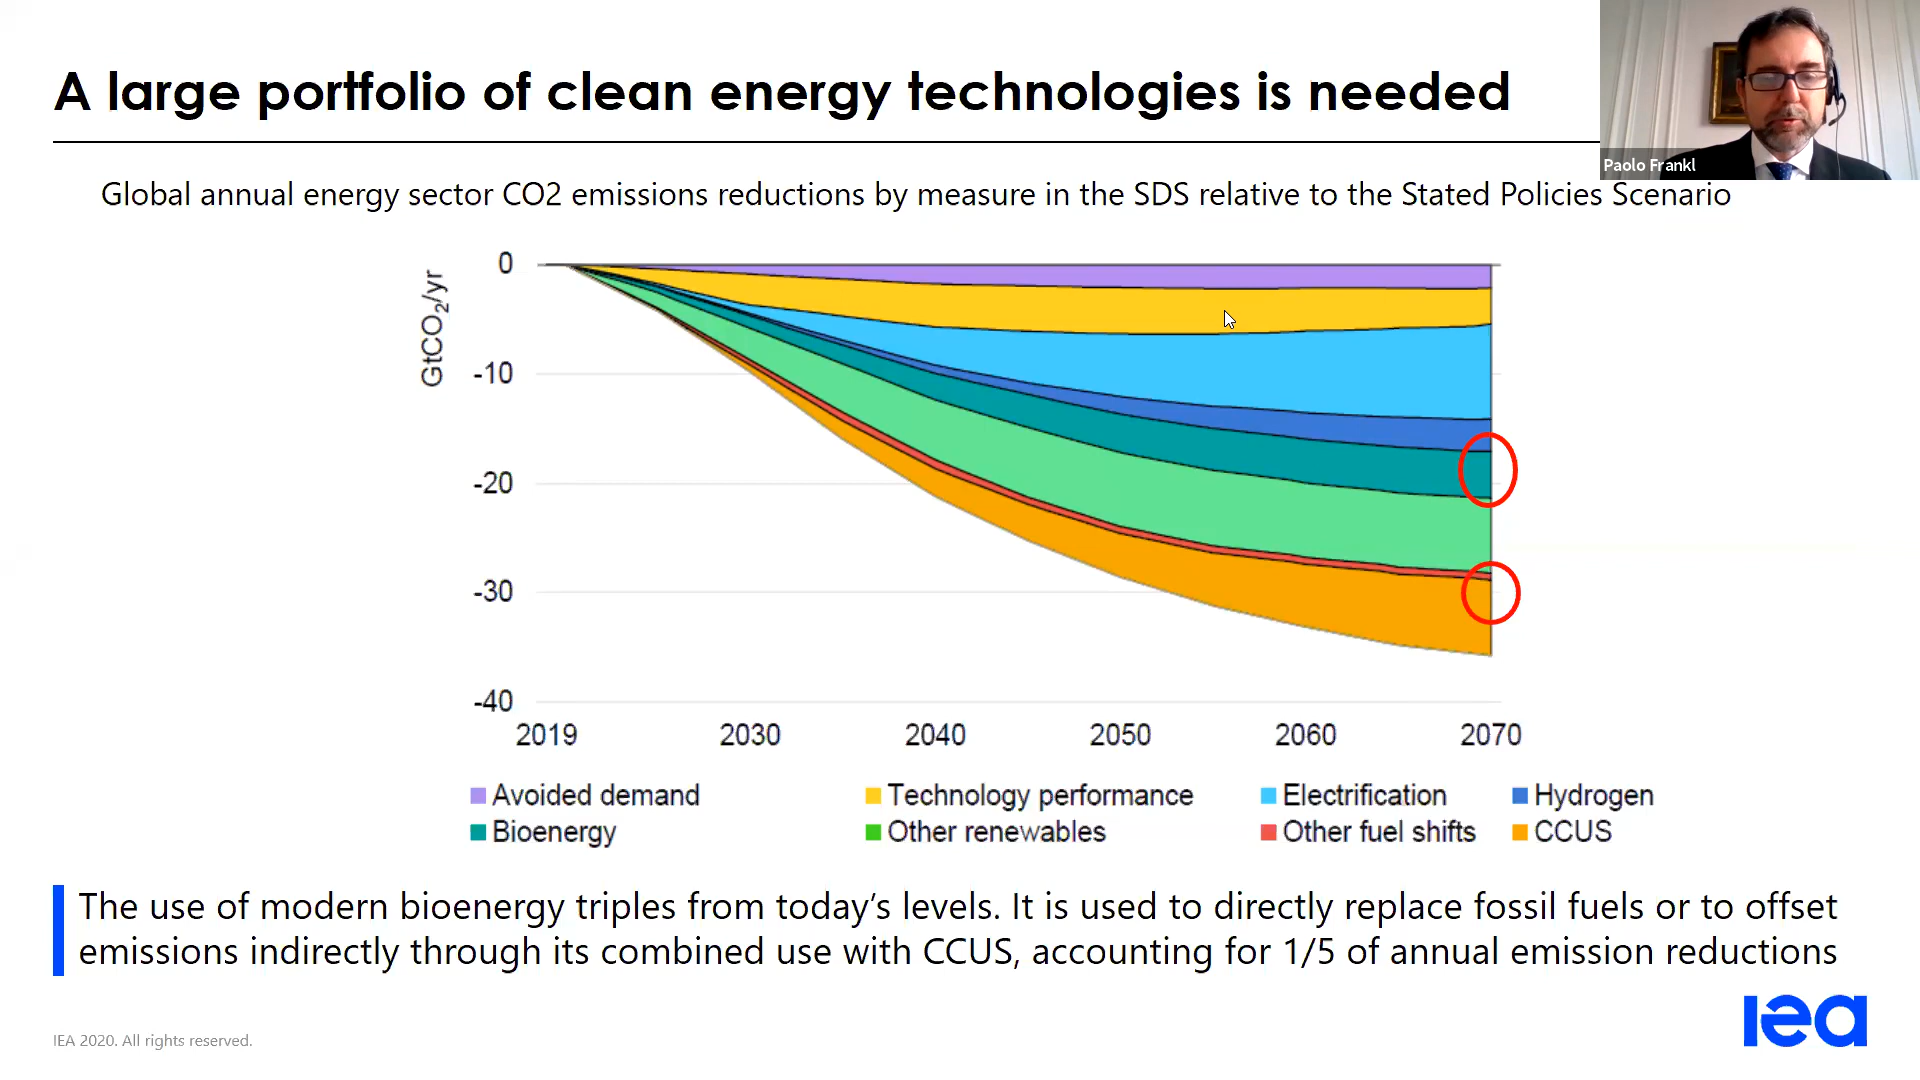 A large portfolio of clean energy technologies is needed
Paolo Frankl
Global annual energy sector CO2 emissions reductions by measure in the SDS relative to the Stated Policies Scenario
GtCO2/yr
0
-10
-20
-30
-40
2019 2030 2040 2050 2060 2070
Avoided demand Technology performance Electrification Hydrogen
Bioenergy Other renewables Other fuel shifts CCUS
The use of modern bioenergy triples from today’s levels. It is used to directly replace fossil fuels or to offset
emissions indirectly through its combined use with CCUS, accounting for 1/5 of annual emission reductions
IEA 2020. All rights reserved.
iea